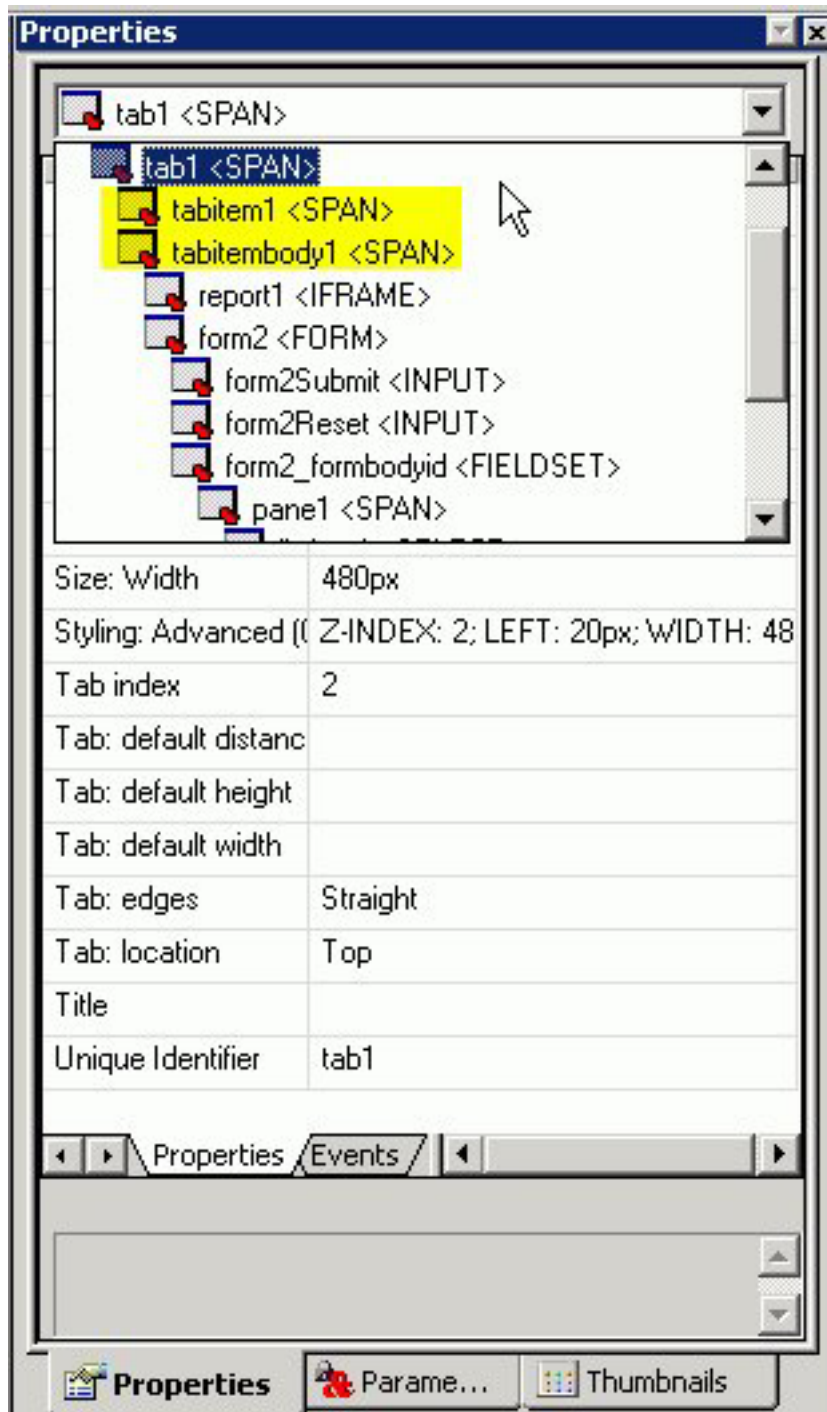 Properties
tab1 <SPAN>
tab1 <SPAN>
tabitem1 <SPAN>
tabitembody1 <SPAN>
report1 <IFRAME>
form2 <FORM>
form2Submit <INPUT>
form2Reset <INPUT>
form2_formbodyid <FIELDSET>
pane1 <SPAN>
Size: Width 480px
Styling: Advanced (( Z-INDEX: 2; LEFT: 20px; WIDTH: 48
Tab index 2
Tab: default distanc
Tab: default height
Tab: default width
Tab: edges Straight
Tab: location Top
Title
Unique Identifier tab1
Properties Events
Properties Parame... Thumbnails